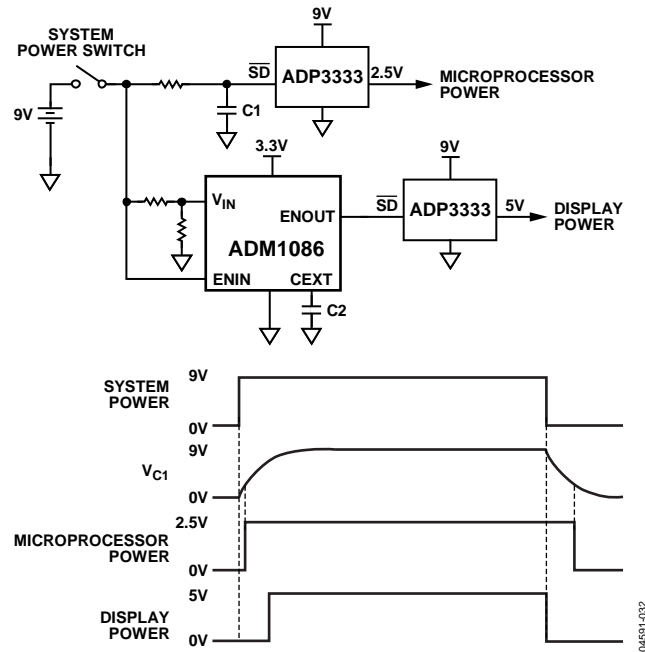 SYSTEM
POWER SWITCH
9V
SD
ADP3333
9V
2.5V
MICROPROCESSOR
POWER
C1
3.3V
VIN
ENOUT
ADM1086
ENIN
CEXT
C2
SD
9V
ADP3333
5V
DISPLAY
POWER
SYSTEM
POWER
9V
0V
VC1
9V
0V
MICROPROCESSOR
POWER
2.5V
0V
DISPLAY
POWER
5V
0V
04591-032